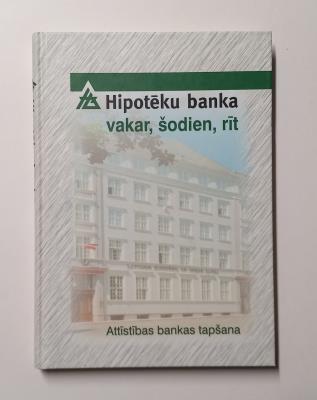 Hipotēku banka
vakar, šodien, rīt
Attīstības bankas tapšana